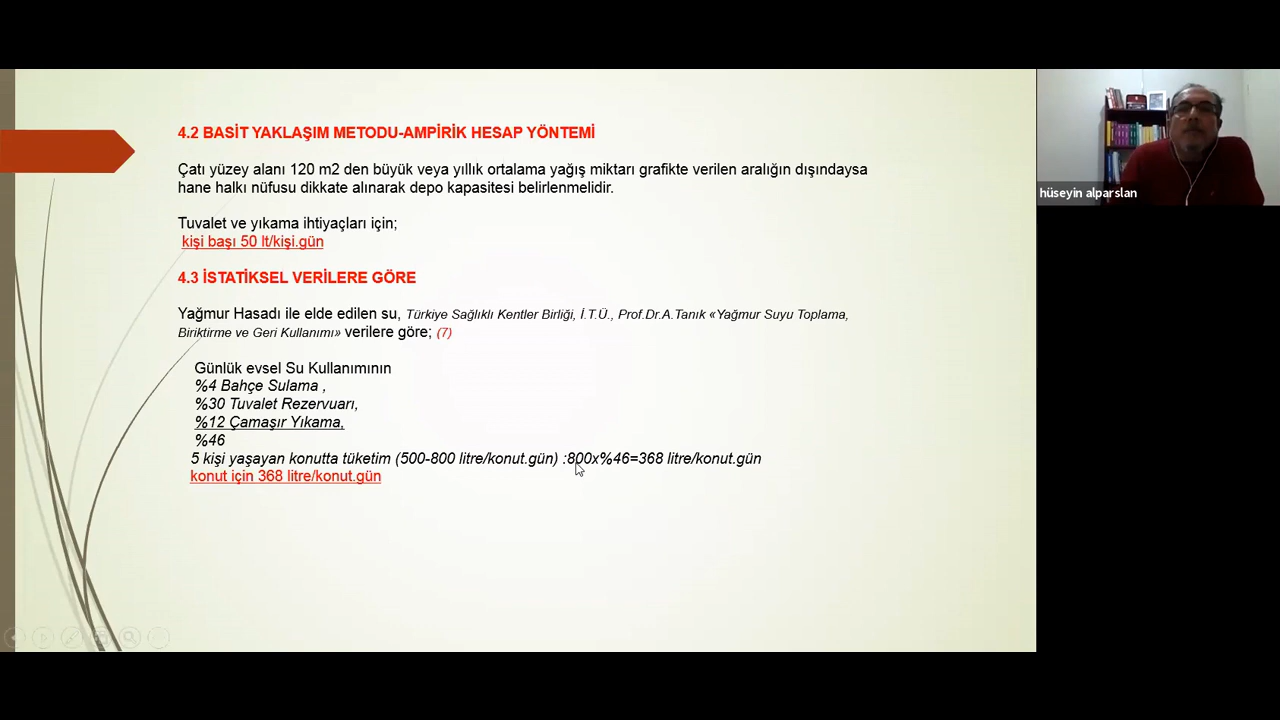 4.2 BASİT YAKLAŞIM METODU-AMPİRİK HESAP YÖNTEMİ
Çatı yüzey alanı 120 m2 den büyük veya yıllık ortalama yağış miktarı grafikte verilen aralığın dışındaysa
hane halkı nüfusu dikkate alınarak depo kapasitesi belirlenmelidir.
Tuvalet ve yıkama ihtiyaçları için;
kişi başı 50 lt/kişi.gün
4.3 İSTATİKSEL VERİLERE GÖRE
Yağmur Hasadı ile elde edilen su, Türkiye Sağlıklı Kentler Birliği, İ.T.Ü., Prof.Dr.A.Tanık «Yağmur Suyu Toplama,
Biriktirme ve Geri Kullanımı» verilere göre; (7)
Günlük evsel Su Kullanımının
%4 Bahçe Sulama ,
%30 Tuvalet Rezervuarı,
%12 Çamaşır Yıkama,
%46
5 kişi yaşayan konutta tüketim (500-800 litre/konut.gün) :800x%46=368 litre/konut.gün
konut için 368 litre/konut.gün
hüseyin alparslan